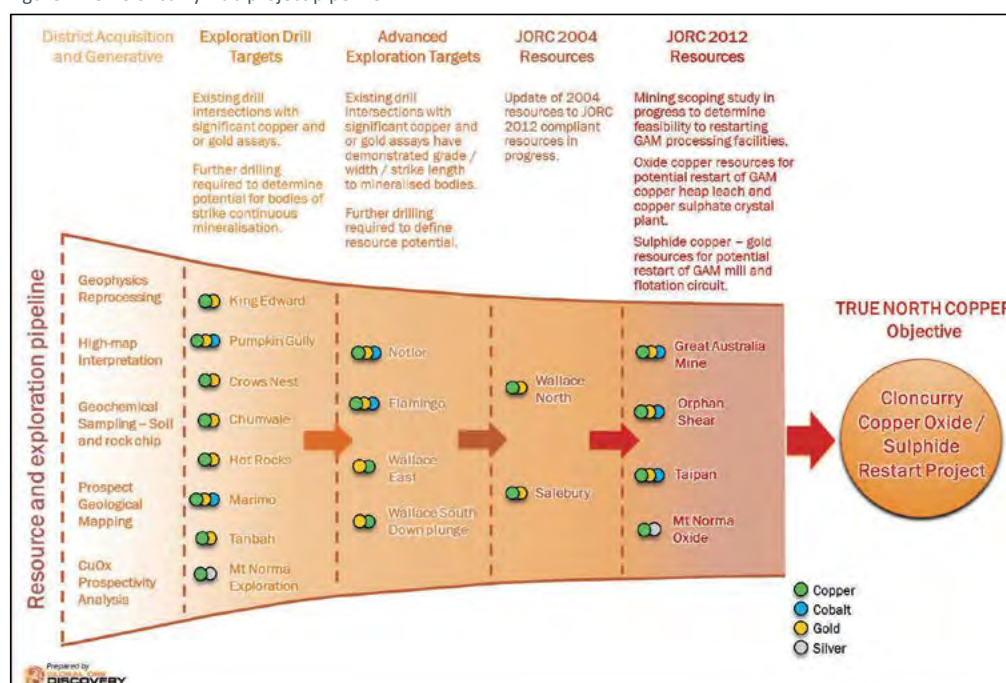 District Acquisition
and Generative
Exploration Drill
Targets
Advanced
Exploration Targets
JORC 2004
Resources
JORC 2012
Resources
Existing drill
intersections with
significant copper and
or gold assays.
Further drilling
required to determine
potential for bodies of
strike continuous
mineralisation.
Existing drill
intersections with
significant copper and
or gold assays have
demonstrated grade /
width / strike length
to mineralised bodies.
Further drilling
required to define
resource potential.
Update of 2004
resources to JORC
2012 compliant
resources in
progress.
Mining scoping study in
progress to determine
feasibility to restarting
GAM processing facilities.
Oxide copper resources for
potential restart of GAM
copper heap leach and
copper sulphate crystal
plant.
Sulphide copper – gold
resources for potential
restart of GAM mill and
flotation circuit.
Resource and exploration pipeline
Geophysics
Reprocessing
High-map
Interpretation
Geochemical
Sampling – Soil
and rock chip
Prospect
Geological
Mapping
CuOx
Prospectivity
Analysis
King Edward
Pumpkin Gully
Crows Nest
Chumvale
Hot Rocks
Marimo
Tanbah
Mt Norma
Exploration
Notlor
Flamingo
Wallace
East
Wallace South
Down plunge
Wallace
North
Salebury
Great Australia
Mine
Orphan
Shear
Taipan
Mt Norma
Oxide
TRUE NORTH COPPER
Objective
Cloncurry
Copper Oxide /
Sulphide
Restart Project
Copper
Cobalt
Gold
Silver
Prepared by
GLOBAL ORE
DISCOVERY